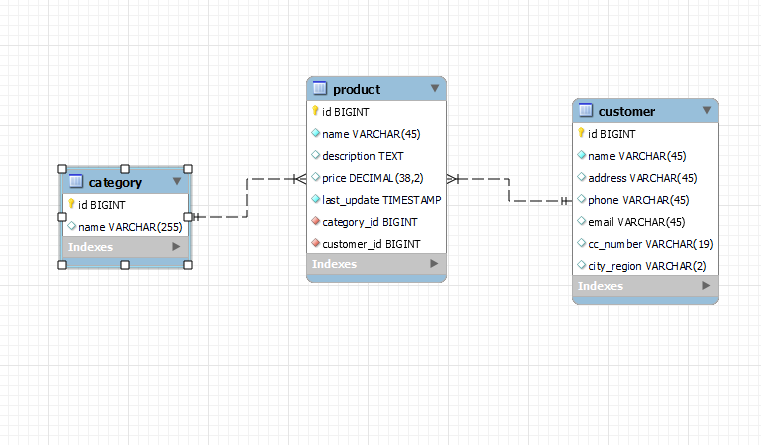 category
id BIGINT
name VARCHAR(255)
Indexes
product
id BIGINT
name VARCHAR(45)
description TEXT
price DECIMAL(38,2)
last_update TIMESTAMP
category_id BIGINT
customer_id BIGINT
Indexes
customer
id BIGINT
name VARCHAR(45)
address VARCHAR(45)
phone VARCHAR(45)
email VARCHAR(45)
cc_number VARCHAR(19)
city_region VARCHAR(2)
Indexes